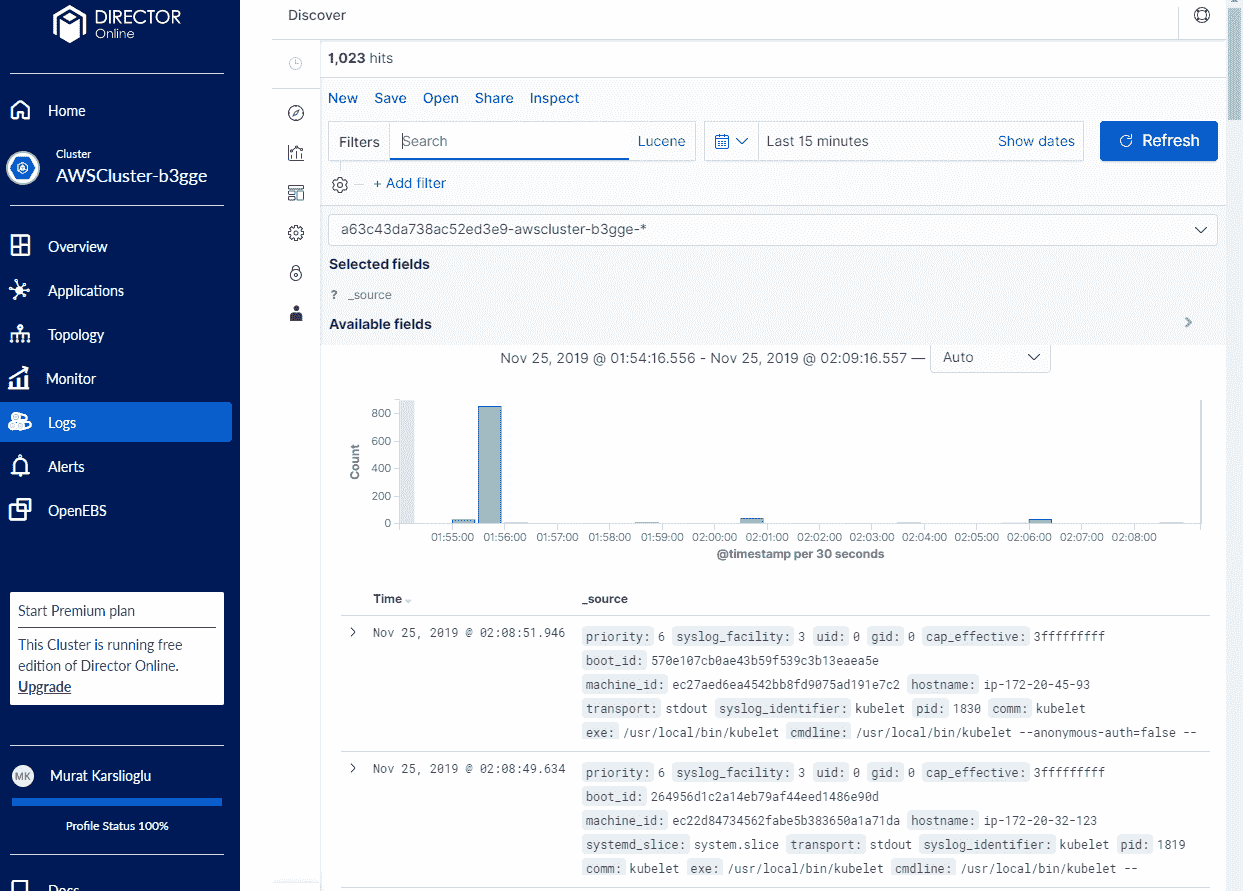 DIRECTOR
Online
Home
Cluster
AWSCluster-b3gge
Overview
Applications
Topology
Monitor
Logs
Alerts
OpenEBS
Start Premium plan
This Cluster is running free
edition of Director Online.
Upgrade
MK Murat Karslioglu
Profile Status 100%
Docs
Discover
1,023 hits
New Save Open Share Inspect
Filters Search Lucene Last 15 minutes Show dates Refresh
+ Add filter
a63c43da738ac52ed3e9-awscluster-b3gge-*
Selected fields
? _source
Available fields
Nov 25, 2019 @ 01:54:16.556 - Nov 25, 2019 @ 02:09:16.557 — Auto
800
600
400
200
0
Count
01:55:00 01:56:00 01:57:00 01:58:00 01:59:00 02:00:00 02:01:00 02:02:00 02:03:00 02:04:00 02:05:00 02:06:00 02:07:00 02:08:00
@timestamp per 30 seconds
Time _source
Nov 25, 2019 @ 02:08:51.946 priority: 6 syslog_facility: 3 uid: 0 gid: 0 cap_effective: 3fffffffff
boot_id: 570e107cb0ae43b59f539c3b13eaea5e
machine_id: ec27aed6ea4542bb8fd9075ad191e7c2 hostname: ip-172-20-45-93
transport: stdout syslog_identifier: kubelet pid: 1830 comm: kubelet
exe: /usr/local/bin/kubelet cmdline: /usr/local/bin/kubelet --anonymous-auth=false --
Nov 25, 2019 @ 02:08:49.634 priority: 6 syslog_facility: 3 uid: 0 gid: 0 cap_effective: 3fffffffff
boot_id: 264956d1c2a14eb79af44eed1486e90d
machine_id: ec22d84734562fabe5b383650a1a71da hostname: ip-172-20-32-123
systemd_slice: system.slice transport: stdout syslog_identifier: kubelet pid: 1819
comm: kubelet exe: /usr/local/bin/kubelet cmdline: /usr/local/bin/kubelet --